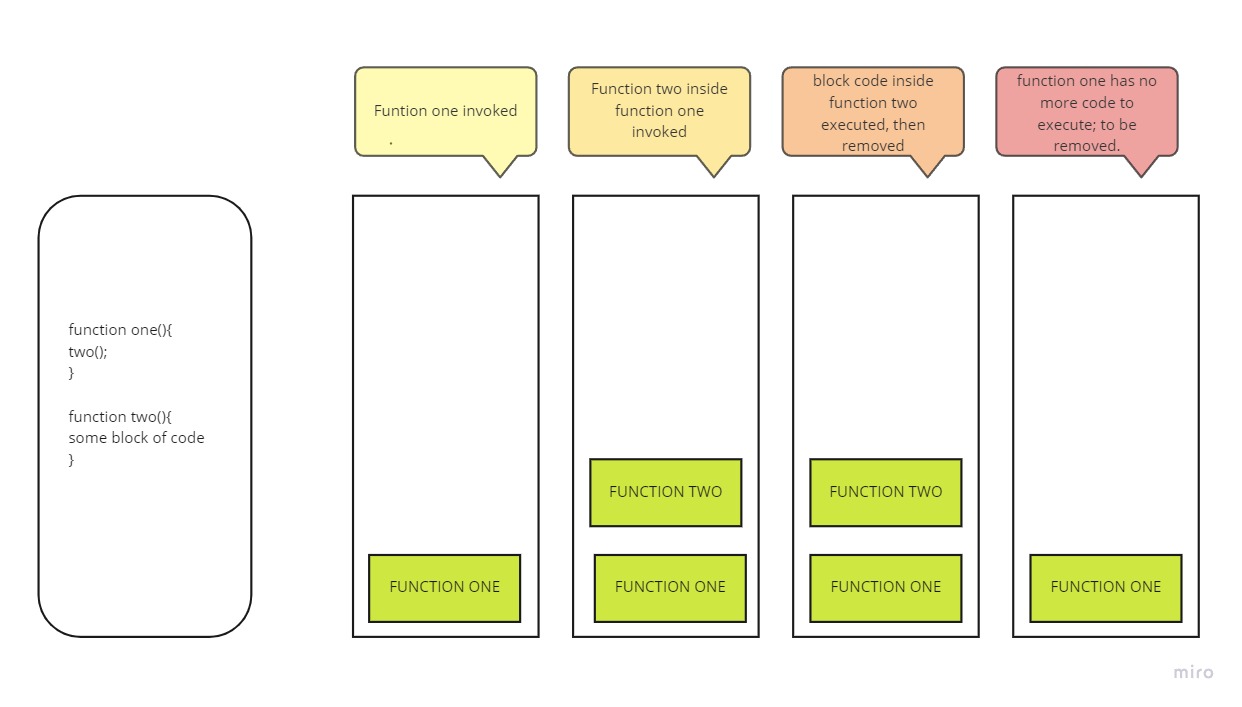 Funtion one invoked
.
Function two inside
function one
invoked
block code inside
function two
executed, then
removed
function one has no
more code to
execute; to be
removed.
function one(){
two();
}
function two(){
some block of code
}
FUNCTION ONE
FUNCTION TWO
FUNCTION ONE
FUNCTION TWO
FUNCTION ONE
FUNCTION ONE
miro